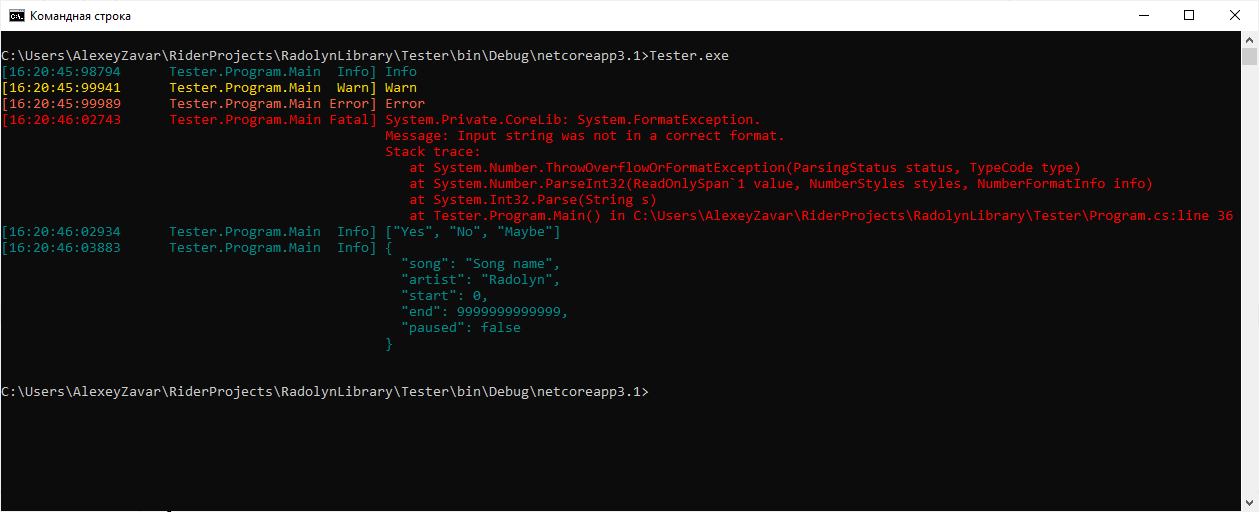 Командная строка
C:\Users\AlexeyZavar\RiderProjects\RadolynLibrary\Tester\bin\Debug\netcoreapp3.1>Tester.exe
[16:20:45:98794      Tester.Program.Main  Info] Info
[16:20:45:99941      Tester.Program.Main  Warn] Warn
[16:20:45:99989      Tester.Program.Main Error] Error
[16:20:46:02743      Tester.Program.Main Fatal] System.Private.CoreLib: System.FormatException.
Message: Input string was not in a correct format.
Stack trace:
at System.Number.ThrowOverflowOrFormatException(ParsingStatus status, TypeCode type)
at System.Number.ParseInt32(ReadOnlySpan`1 value, NumberStyles styles, NumberFormatInfo info)
at System.Int32.Parse(String s)
at Tester.Program.Main() in C:\Users\AlexeyZavar\RiderProjects\RadolynLibrary\Tester\Program.cs:line 36
[16:20:46:02934      Tester.Program.Main  Info] ["Yes", "No", "Maybe"]
[16:20:46:03883      Tester.Program.Main  Info] {
"song": "Song name",
"artist": "Radolyn",
"start": 0,
"end": 9999999999999,
"paused": false
}
C:\Users\AlexeyZavar\RiderProjects\RadolynLibrary\Tester\bin\Debug\netcoreapp3.1>